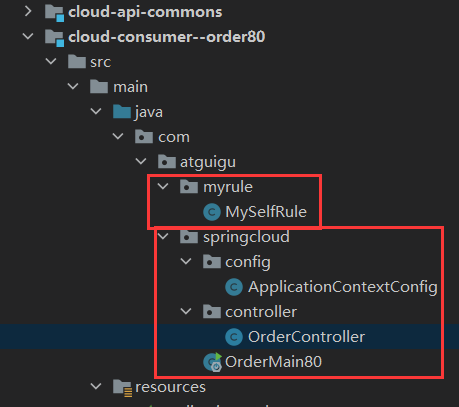 cloud-api-commons
cloud-consumer--order80
src
main
java
com
atguigu
myrule
MySelfRule
springcloud
config
ApplicationContextConfig
controller
OrderController
OrderMain80
resources